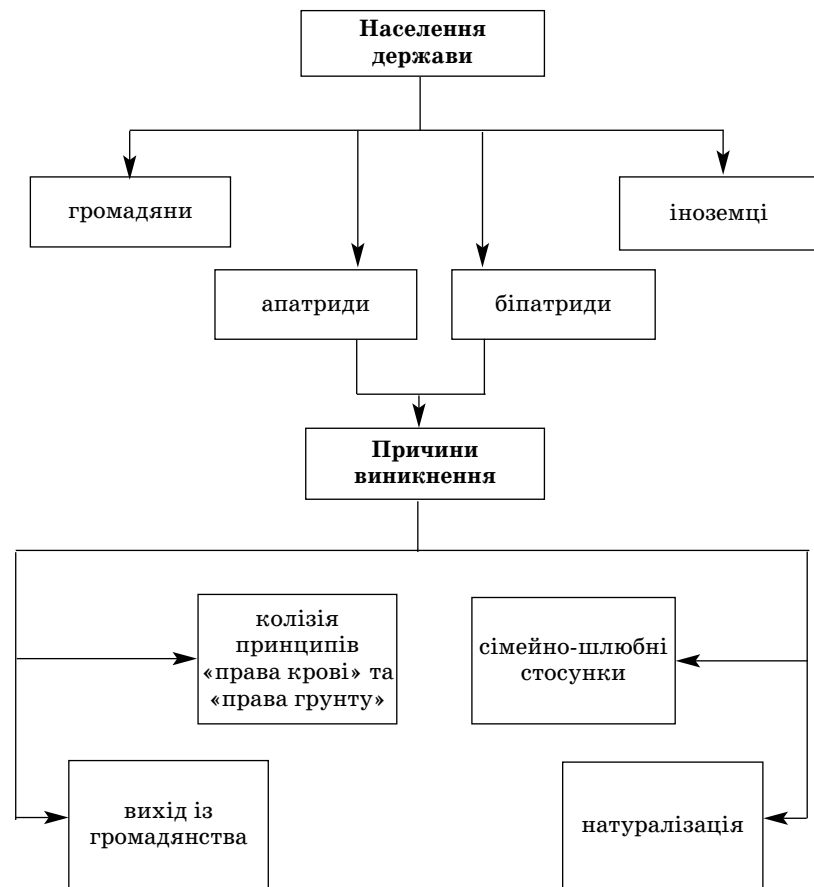 Населення
держави
громадяни
іноземці
апатриди
біпатриди
Причини
виникнення
колізія
принципів
«права крові» та
«права грунту»
сімейно-шлюбні
стосунки
вихід із
громадянства
натуралізація